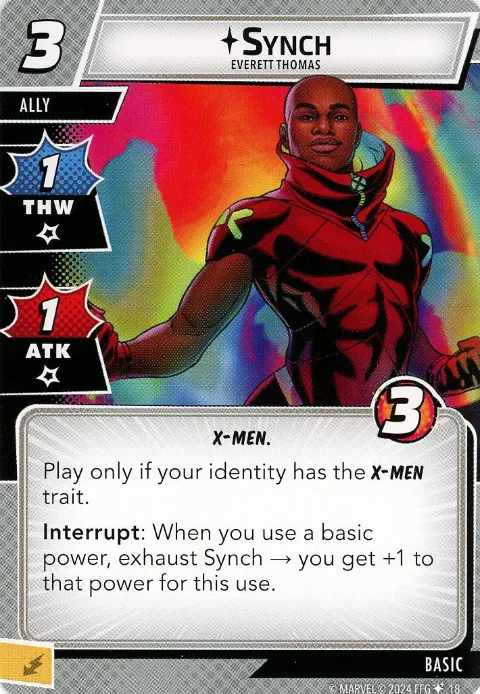 3
SYNCH
EVERETT THOMAS
ALLY
1
THW
1
ATK
3
X-MEN.
Play only if your identity has the X-MEN
trait.
Interrupt: When you use a basic
power, exhaust Synch → you get +1 to
that power for this use.
BASIC
© MARVEL © 2024 FFG 18